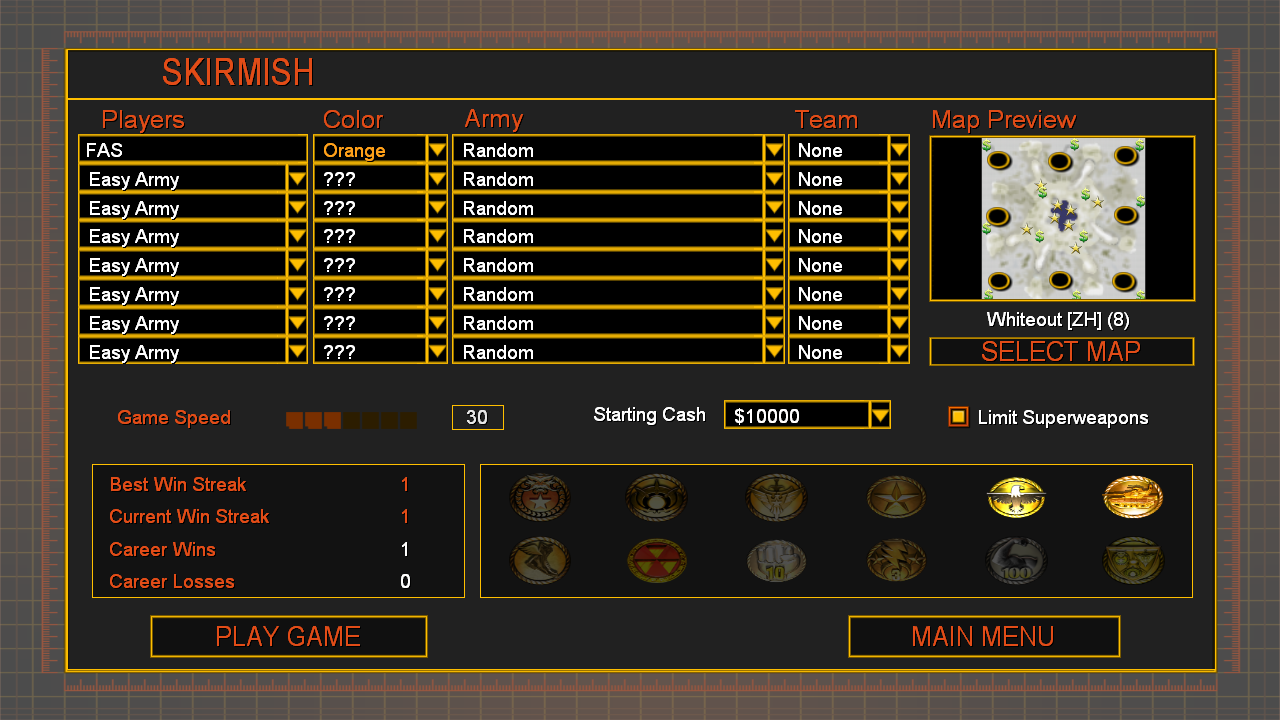 SKIRMISH
Players Color Army Team Map Preview
FAS Orange Random None
Easy Army ??? Random None
Easy Army ??? Random None
Easy Army ??? Random None
Easy Army ??? Random None
Easy Army ??? Random None
Easy Army ??? Random None
Easy Army ??? Random None
Whiteout [ZH] (8)
SELECT MAP
Game Speed 30 Starting Cash $10000 Limit Superweapons
Best Win Streak 1
Current Win Streak 1
Career Wins 1
Career Losses 0
10 3 100
PLAY GAME MAIN MENU